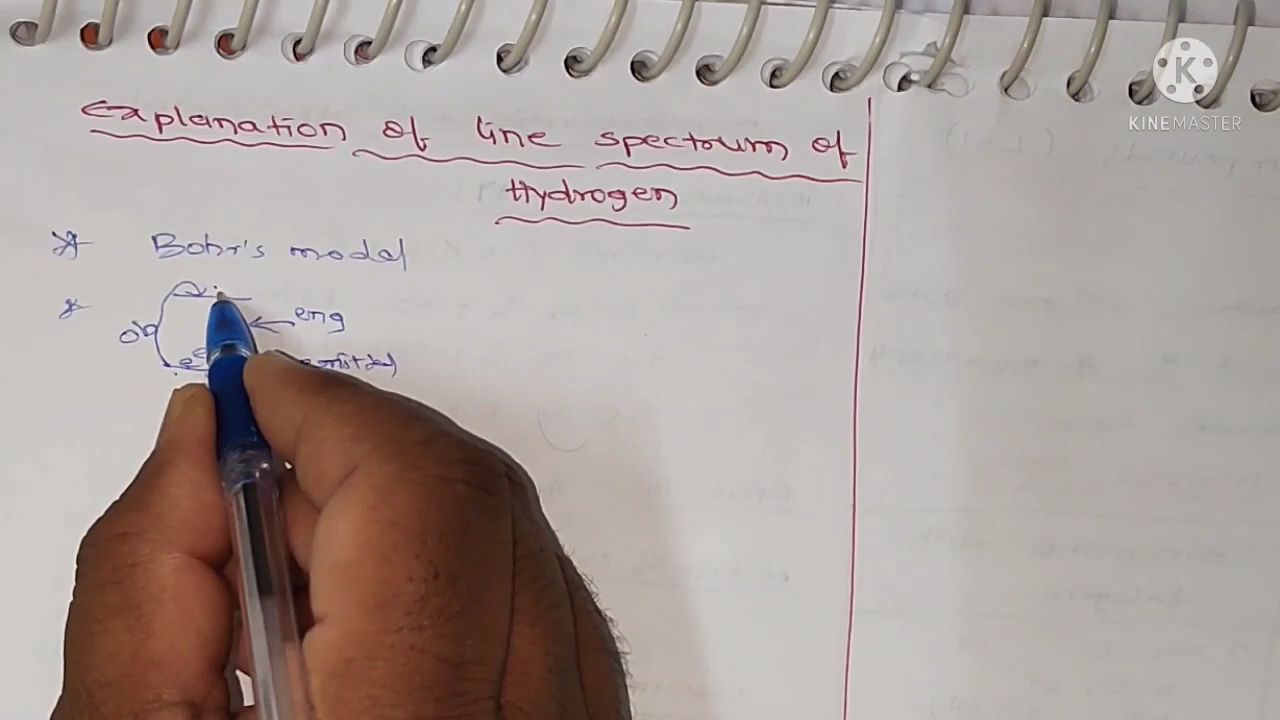 Explanation of line spectrum of
Hydrogen
* Bohr's model
*
eng
KINEMASTER